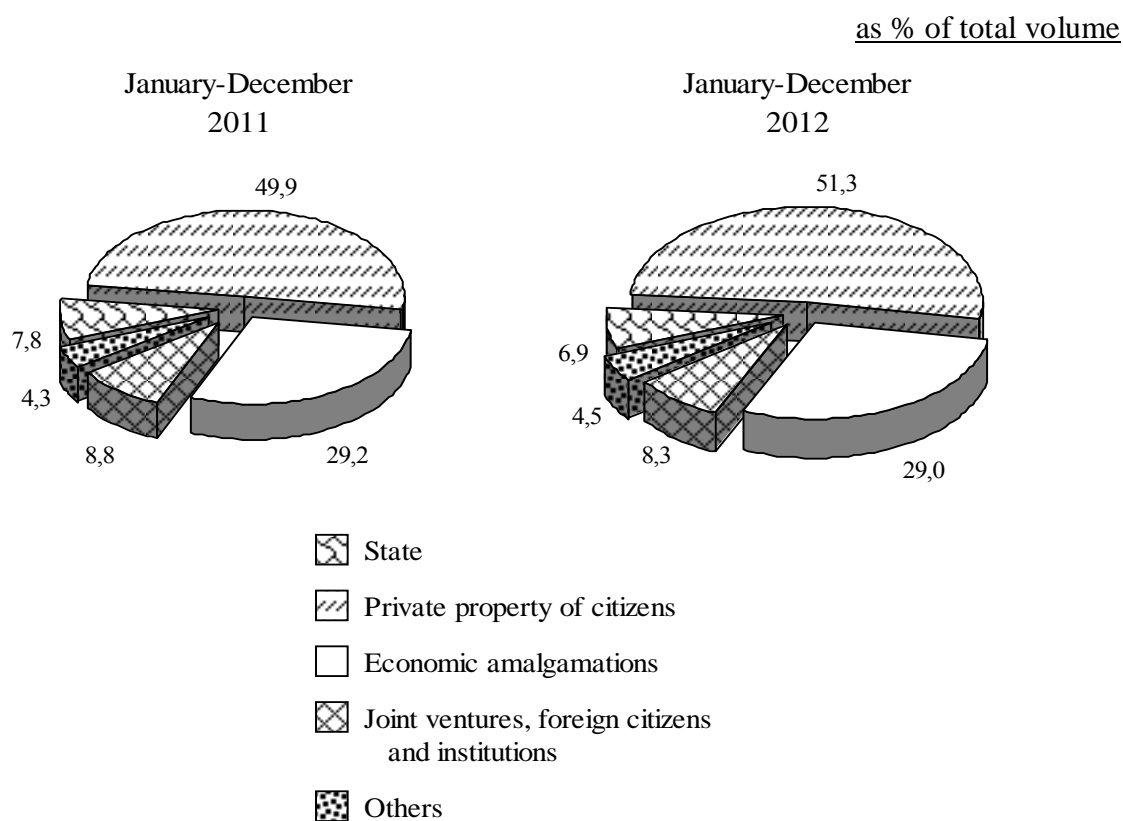 as % of total volume
January-December
2011
January-December
2012
49,9
51,3
7,8
4,3
8,8
29,2
6,9
4,5
8,3
29,0
State
Private property of citizens
Economic amalgamations
Joint ventures, foreign citizens
and institutions
Others